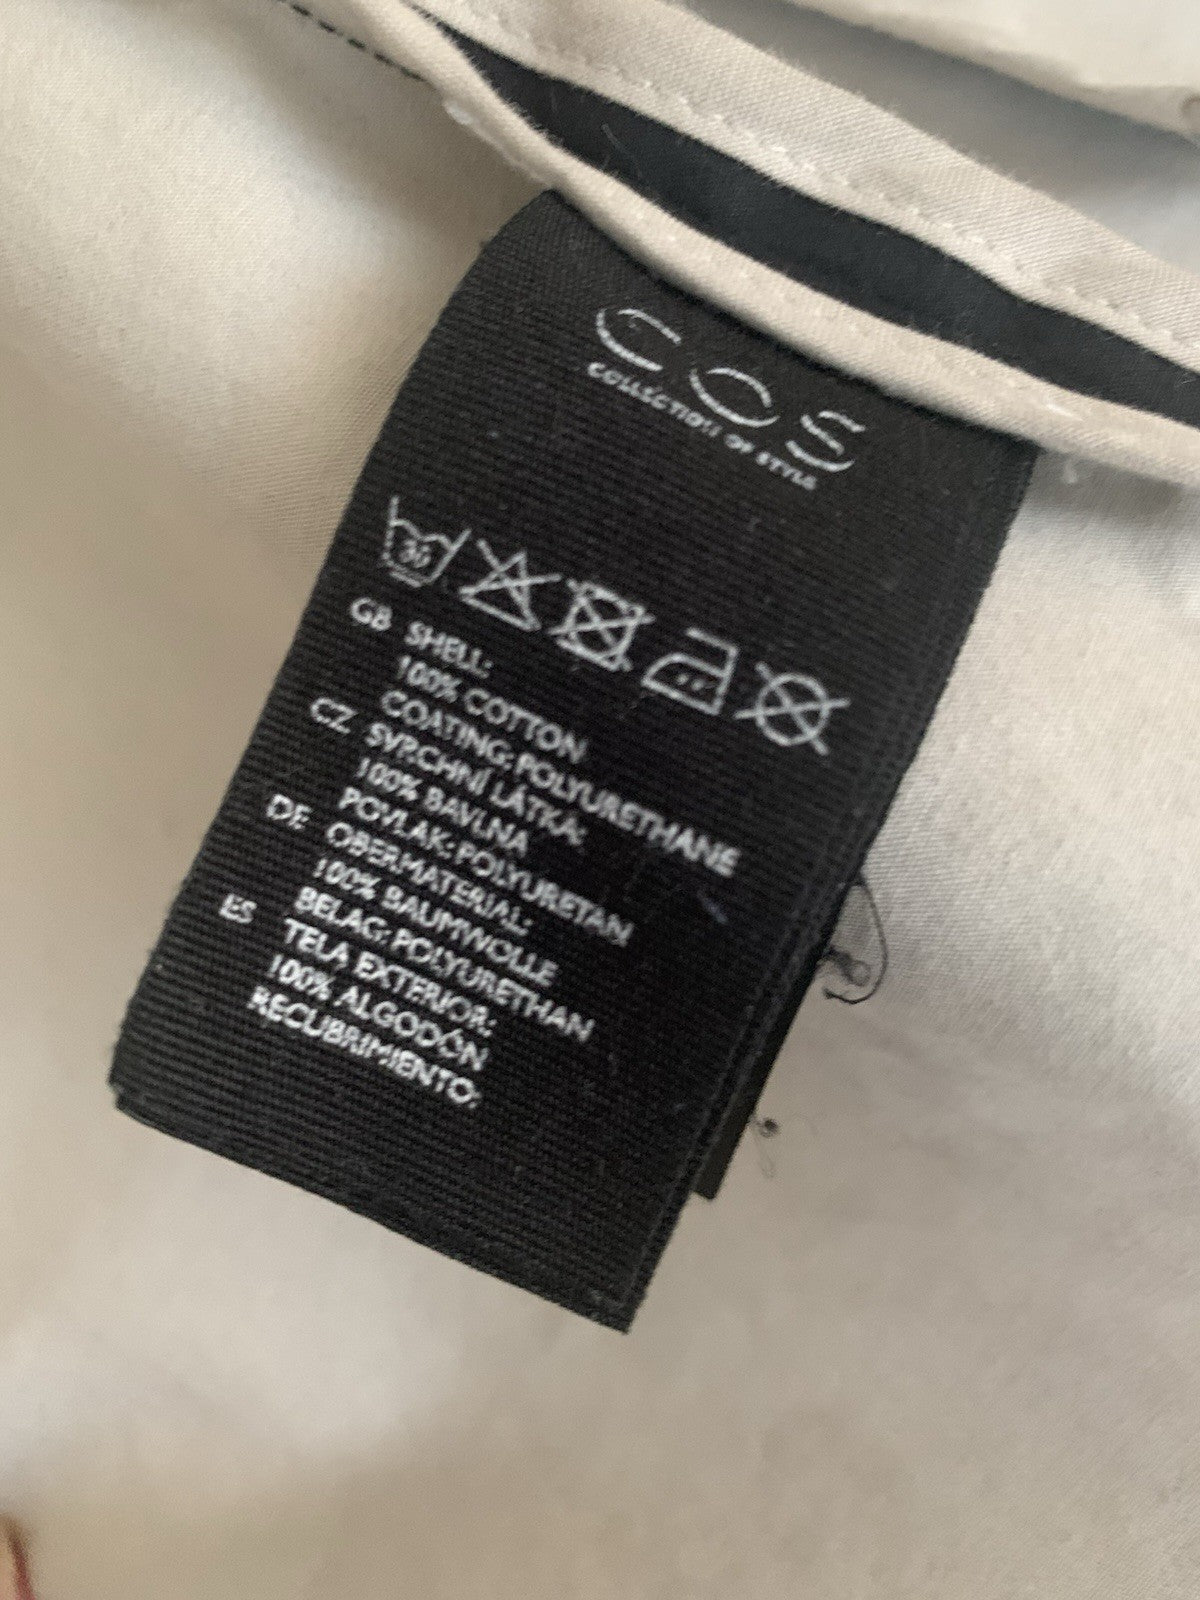 COS
COLLECTION OF STYLE
30
GB SHELL:
100% COTTON
COATING: POLYURETHANE
CZ SVRCHNÍ LÁTKA:
100% BAVLNA
POVLAK: POLYURETAN
DE OBERMATERIAL:
100% BAUMWOLLE
BELAG: POLYURETHAN
ES TELA EXTERIOR:
100% ALGODÓN
RECUBRIMIENTO: